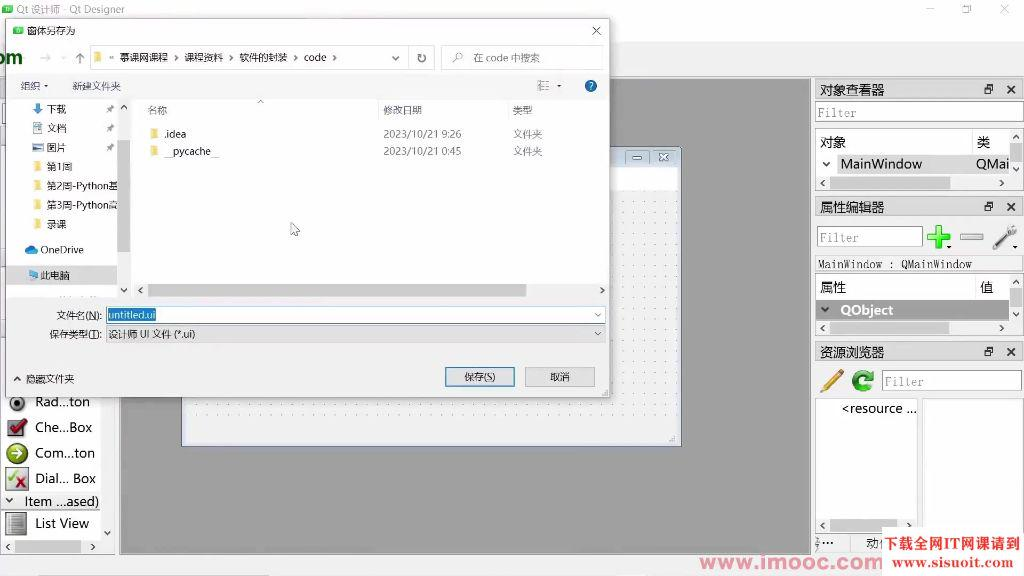 Qt 设计师 - Qt Designer
窗体另存为
om
« 慕课网课程 › 课程资料 › 软件的封装 › code ›
在 code 中搜索
组织
新建文件夹
下载
文档
图片
第1周
第2周-Python基
第3周-Python高
录课
OneDrive
此电脑
名称
修改日期
类型
.idea
2023/10/21 9:26
文件夹
__pycache__
2023/10/21 0:45
文件夹
文件名(N):
untitled.ui
保存类型(T):
设计师 UI 文件 (*.ui)
隐藏文件夹
保存(S)
取消
Rad...ton
Che...Box
Com...ton
Dial... Box
Item ...ased)
List View
对象查看器
Filter
对象
类
MainWindow
QMai
属性编辑器
Filter
MainWindow : QMainWindow
属性
值
QObject
资源浏览器
Filter
<resource ...
动作
下载全网IT网课请到
www.imooc.com
www.sisuoit.com